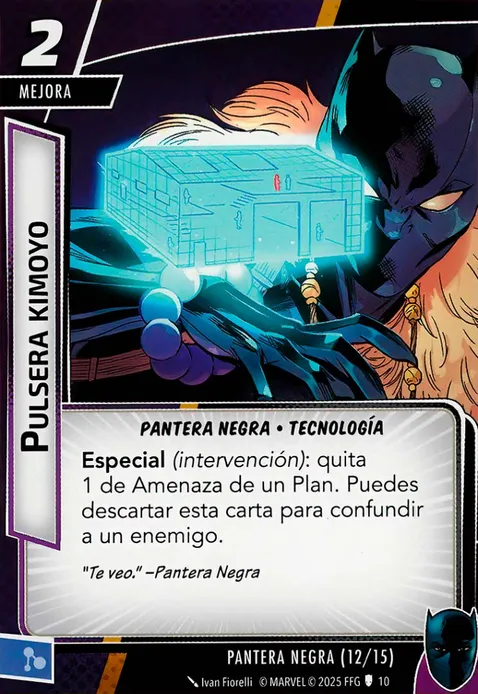 2
MEJORA
PULSERA KIMOYO
PANTERA NEGRA • TECNOLOGÍA
Especial (intervención): quita
1 de Amenaza de un Plan. Puedes
descartar esta carta para confundir
a un enemigo.
"Te veo." –Pantera Negra
PANTERA NEGRA (12/15)
Ivan Fiorelli © MARVEL © 2025 FFG 10